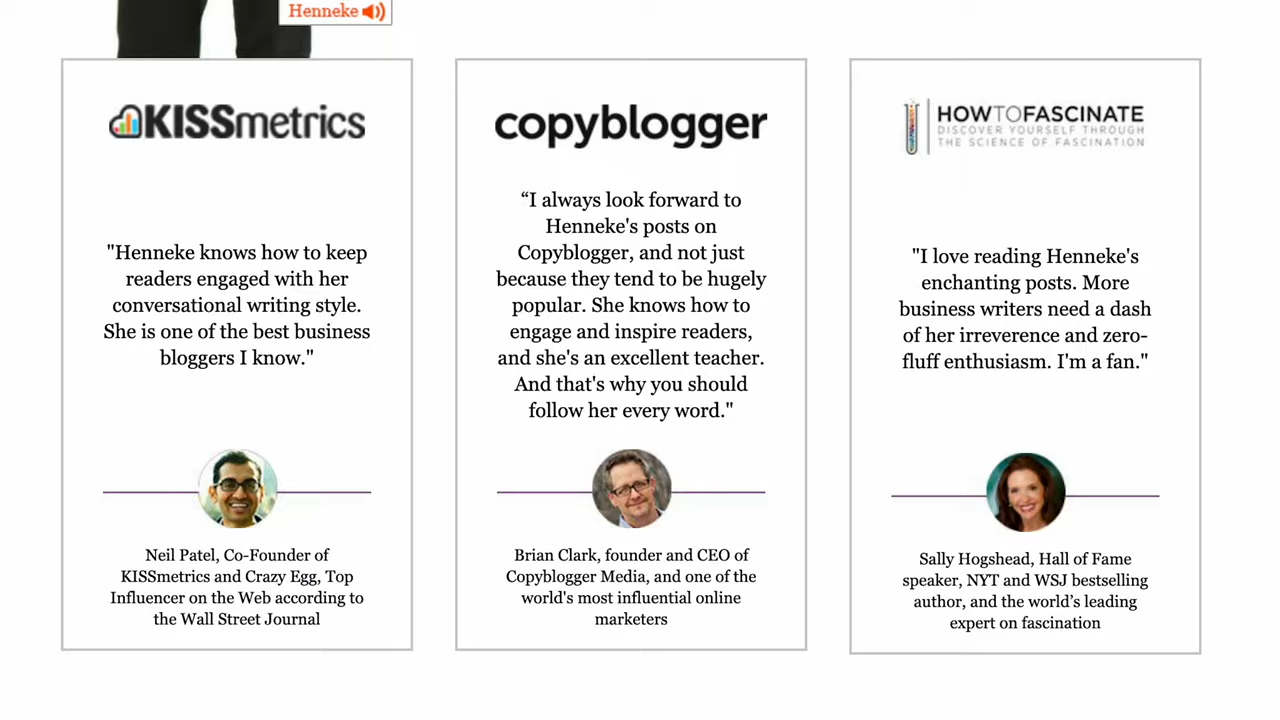 Henneke
KISSmetrics
"Henneke knows how to keep
readers engaged with her
conversational writing style.
She is one of the best business
bloggers I know."
Neil Patel, Co-Founder of
KISSmetrics and Crazy Egg, Top
Influencer on the Web according to
the Wall Street Journal
copyblogger
“I always look forward to
Henneke's posts on
Copyblogger, and not just
because they tend to be hugely
popular. She knows how to
engage and inspire readers,
and she's an excellent teacher.
And that's why you should
follow her every word."
Brian Clark, founder and CEO of
Copyblogger Media, and one of the
world's most influential online
marketers
HOWTOFASCINATE
DISCOVER YOURSELF THROUGH
THE SCIENCE OF FASCINATION
"I love reading Henneke's
enchanting posts. More
business writers need a dash
of her irreverence and zero-
fluff enthusiasm. I'm a fan."
Sally Hogshead, Hall of Fame
speaker, NYT and WSJ bestselling
author, and the world’s leading
expert on fascination